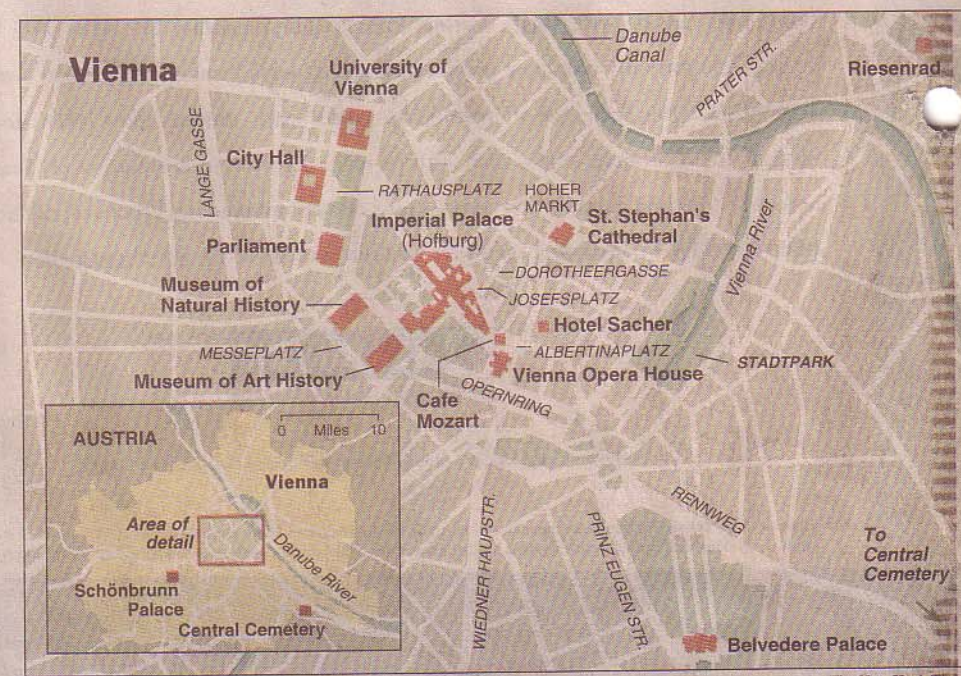 Vienna
University of
Vienna
Danube
Canal
PRATER STR.
Riesenrad
LANGE GASSE
City Hall
RATHAUSPLATZ
HOHER
MARKT
Imperial Palace
(Hofburg)
St. Stephan's
Cathedral
Vienna River
Parliament
DOROTHEERGASSE
Museum of
Natural History
JOSEFSPLATZ
Hotel Sacher
MESSEPLATZ
ALBERTINAPLATZ
STADTPARK
Museum of Art History
Vienna Opera House
OPERNRING
Cafe
Mozart
AUSTRIA
0 Miles 10
Vienna
Area of
detail
Danube River
Schönbrunn
Palace
Central Cemetery
WIEDNER HAUPSTR.
PRINZ EUGEN STR.
RENNWEG
To
Central
Cemetery
Belvedere Palace